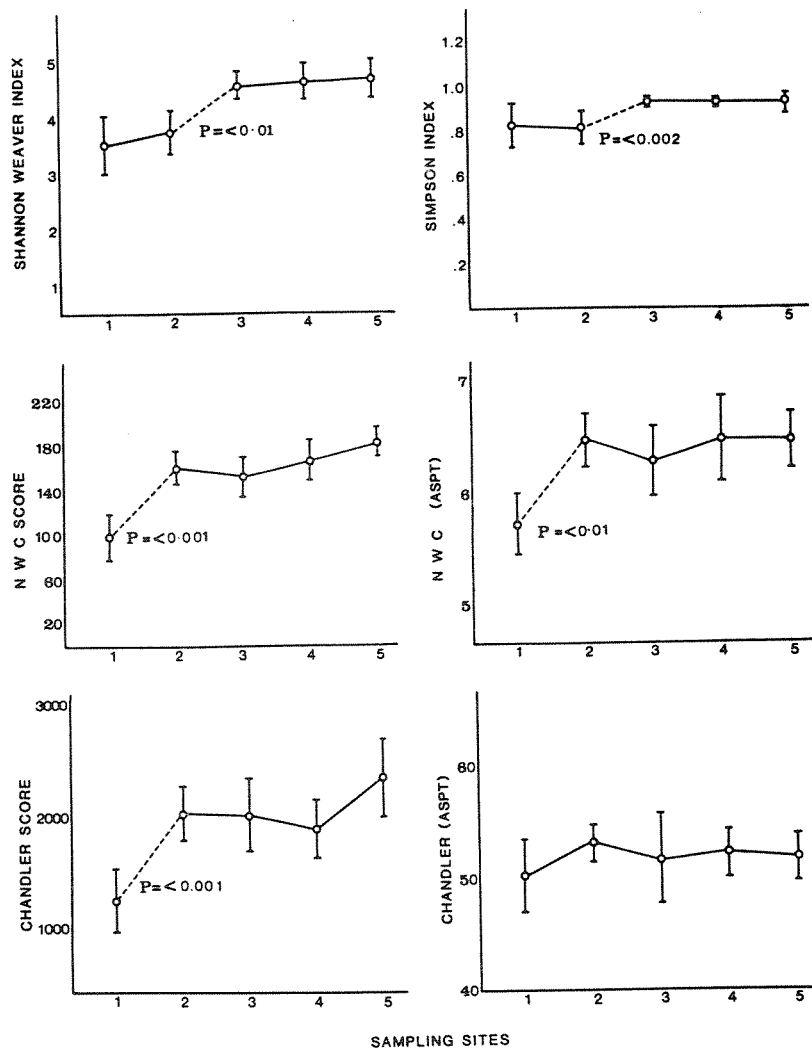 SHANNON WEAVER INDEX
5
4
3
2
1
P=<0·01
1 2 3 4 5
SIMPSON INDEX
1.2
1.0
.8
.6
.4
.2
P=<0.002
1 2 3 4 5
N W C SCORE
220
180
140
100
60
20
P=<0·001
1 2 3 4 5
N W C (ASPT)
7
6
5
P=<0·01
1 2 3 4 5
CHANDLER SCORE
3000
2000
1000
P=<0.001
1 2 3 4 5
CHANDLER (ASPT)
60
50
40
1 2 3 4 5
SAMPLING SITES